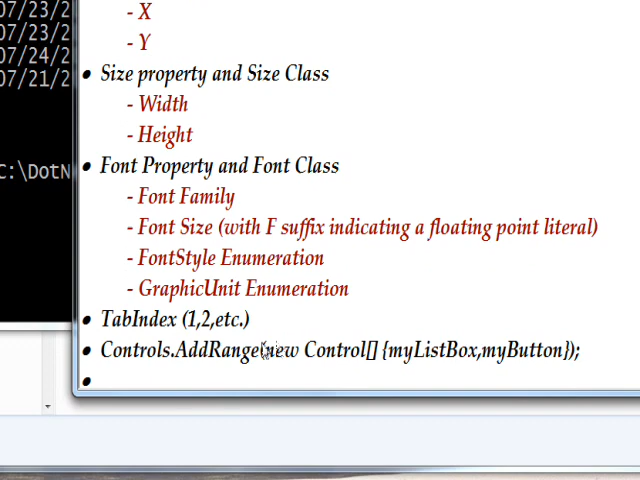 07/23/2
- X
07/23/2
- Y
07/24/2
• Size property and Size Class
07/21/2
- Width
- Height
C:\DotN
• Font Property and Font Class
- Font Family
- Font Size (with F suffix indicating a floating point literal)
- FontStyle Enumeration
- GraphicUnit Enumeration
• TabIndex (1,2,etc.)
• Controls.AddRange(new Control[] {myListBox,myButton});
•